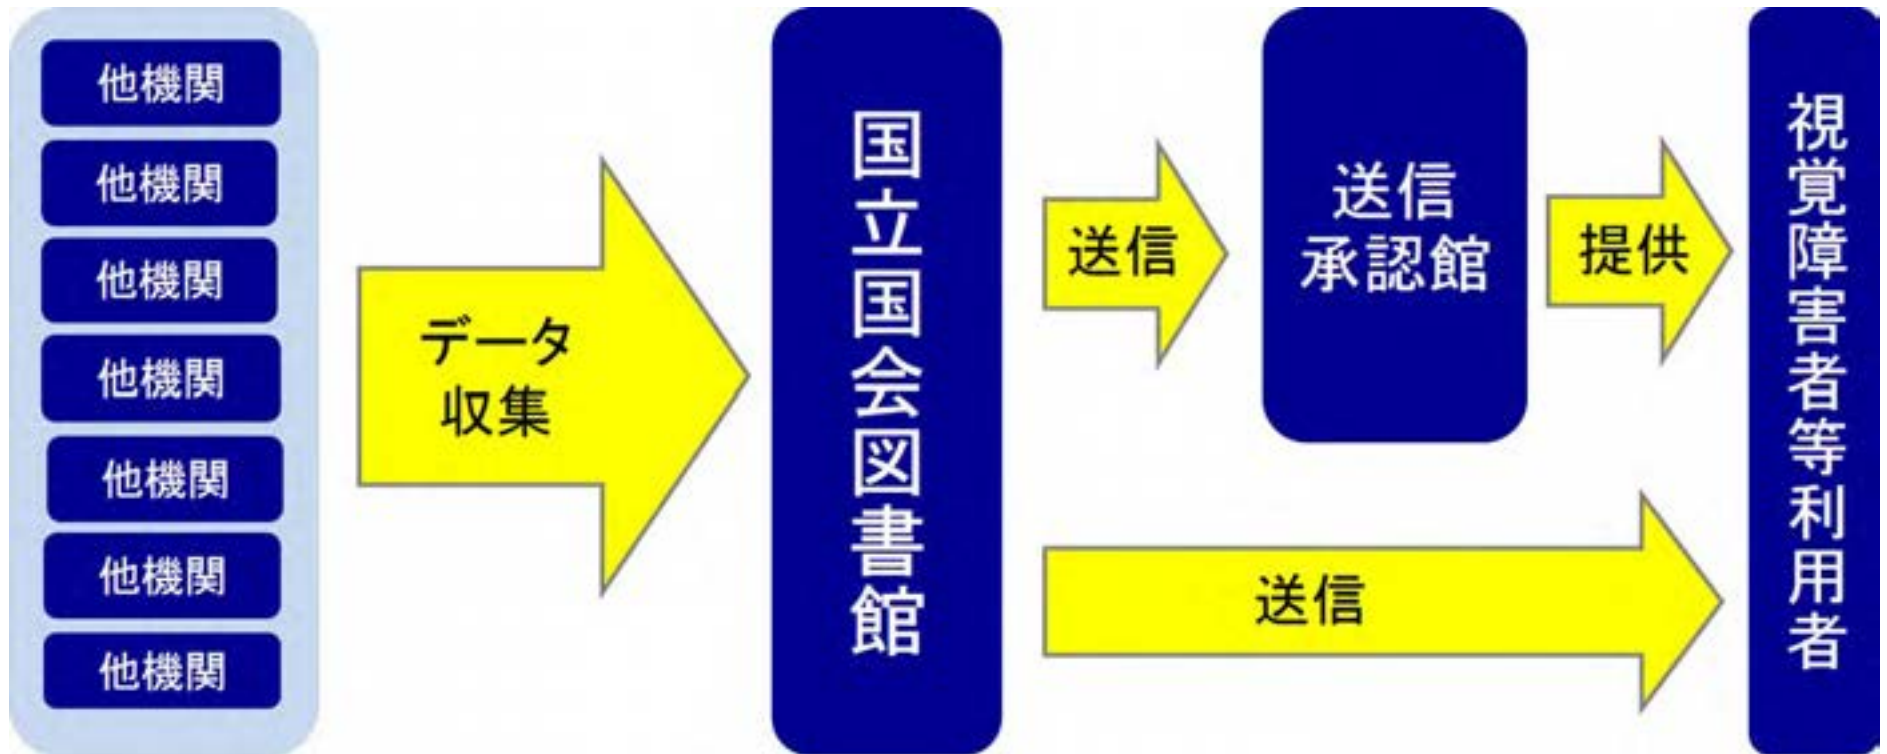 他機関
他機関
他機関
他機関
他機関
他機関
他機関
データ
収集
国立国会図書館
送信
送信
承認館
提供
送信
視覚障害者等利用者